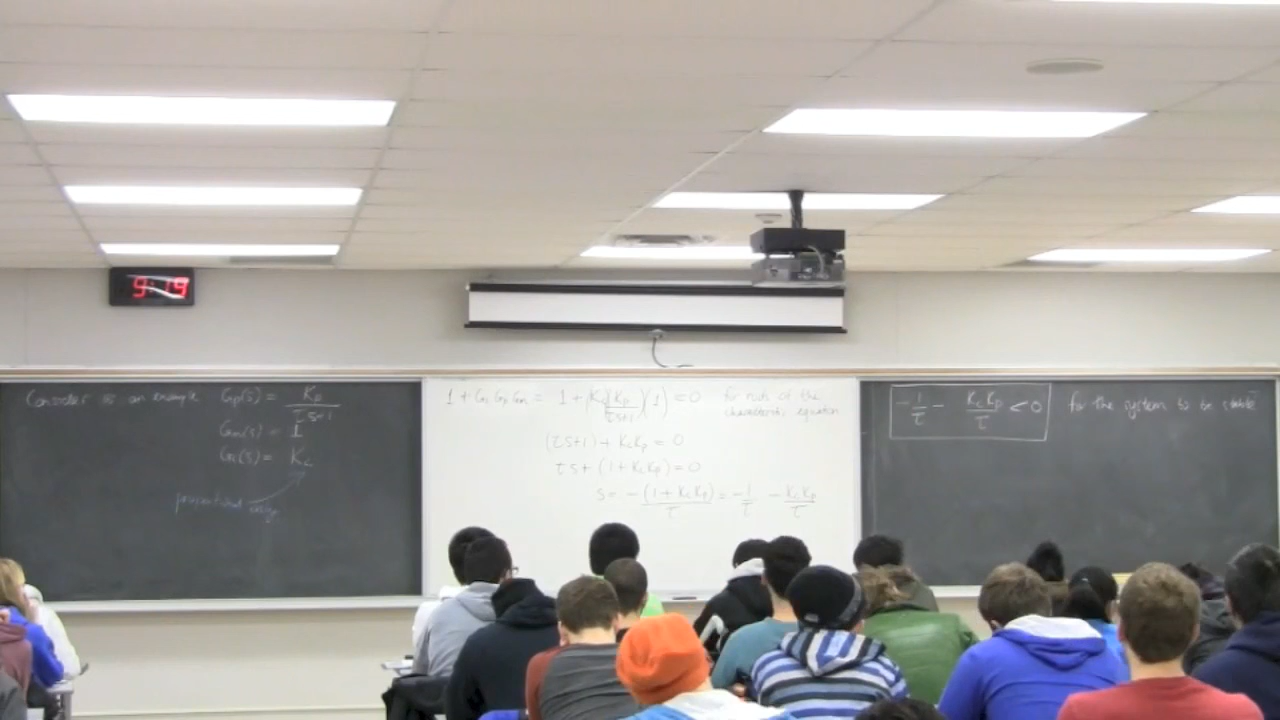 9:19
Consider as an example Gp(s) = Kp / τs+1
Gm(s) = 1
Gc(s) = Kc
proportional only
1 + Gc Gp Gm = 1 + (Kc)(Kp / τs+1)(1) = 0 for roots of the
characteristic equation
(τs+1) + KcKp = 0
τs + (1 + KcKp) = 0
s = -(1 + KcKp) / τ = -1/τ - KcKp / τ
-1/τ - KcKp / τ < 0 for the system to be stable